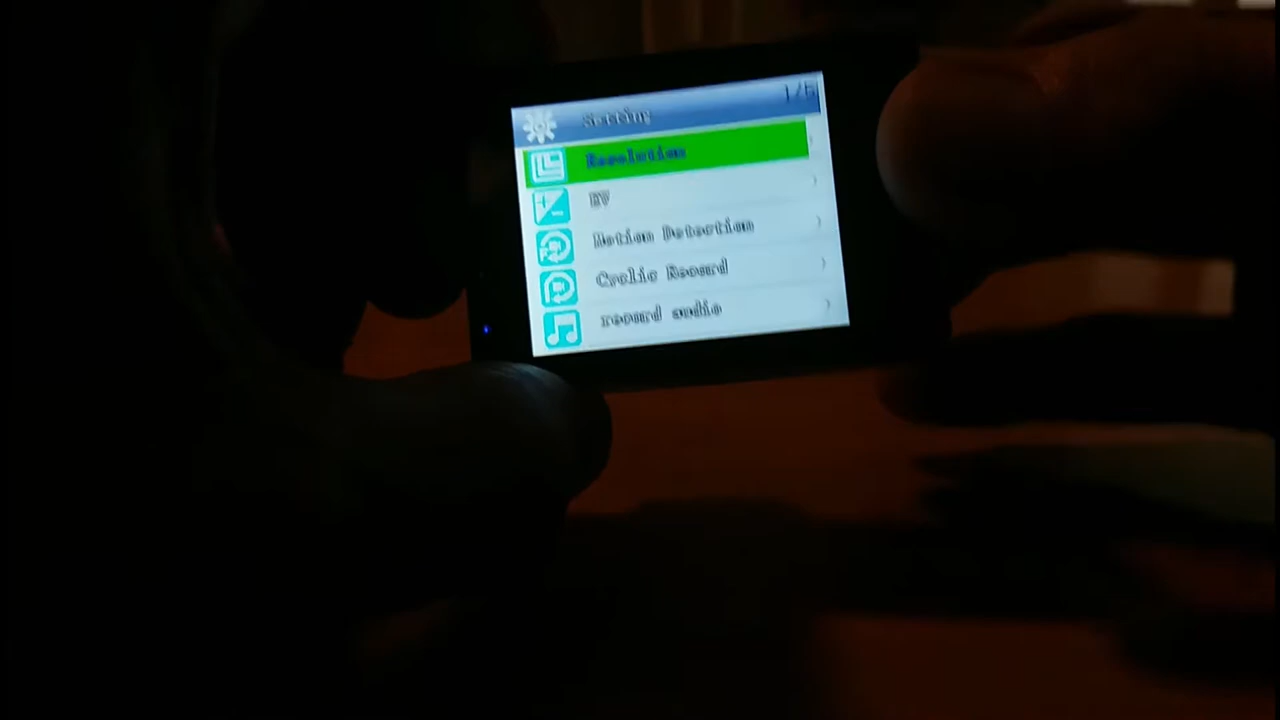 Setting
Resolution
EV
Motion Detection
Cyclic Record
record audio